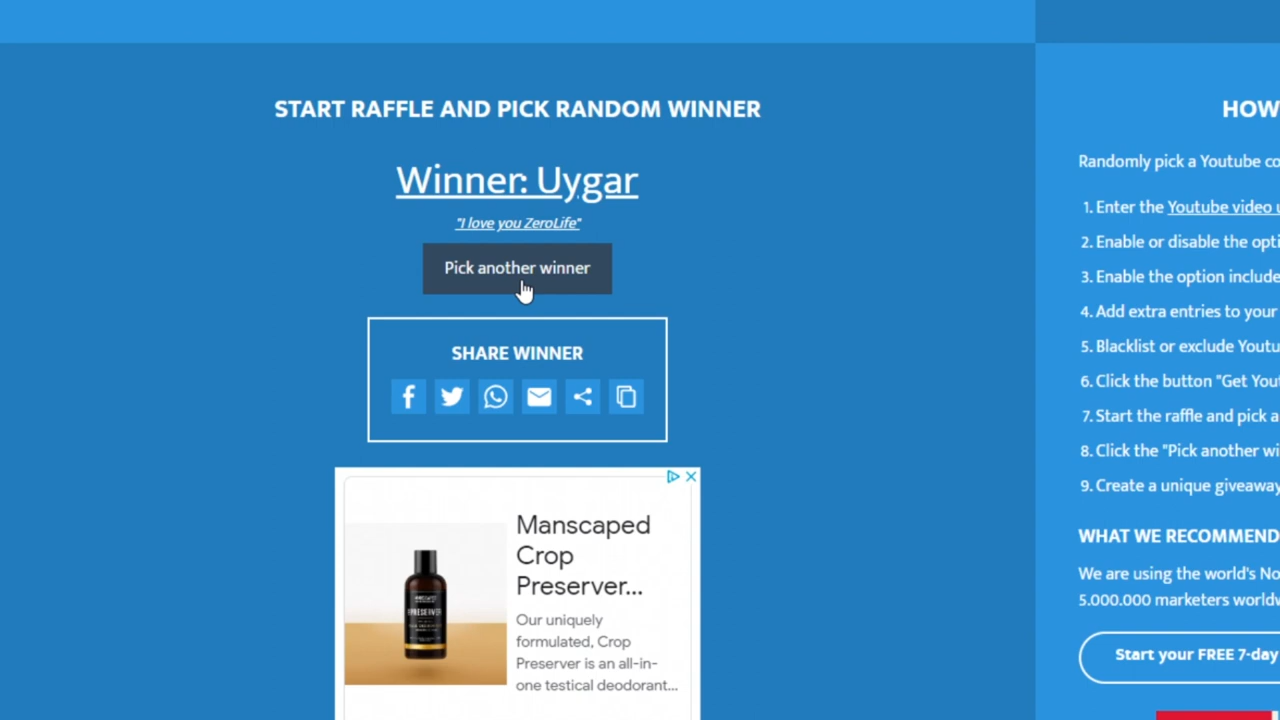 START RAFFLE AND PICK RANDOM WINNER
Winner: Uygar
"I love you ZeroLife"
Pick another winner
SHARE WINNER
Manscaped
Crop
Preserver...
Our uniquely
formulated, Crop
Preserver is an all-in-
one testical deodorant...
PRESERVER
HOW
Randomly pick a Youtube co
1. Enter the Youtube video u
2. Enable or disable the opti
3. Enable the option include
4. Add extra entries to your
5. Blacklist or exclude Youtu
6. Click the button "Get You
7. Start the raffle and pick a
8. Click the "Pick another wi
9. Create a unique giveaway
WHAT WE RECOMMEND
We are using the world's No
5.000.000 marketers worldw
Start your FREE 7-day